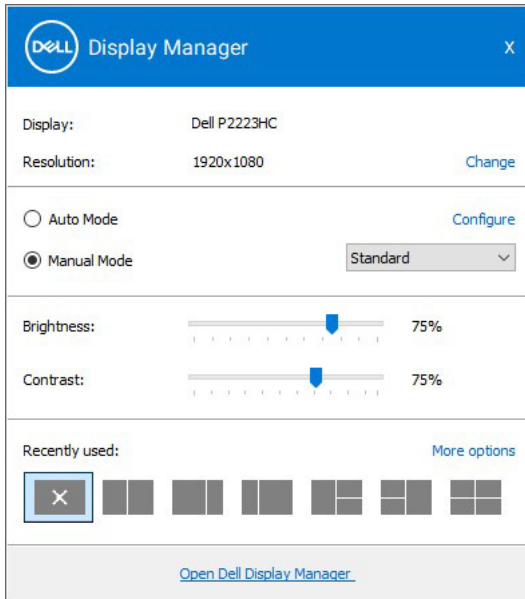 DELL Display Manager X
Display: Dell P2223HC
Resolution: 1920x1080 Change
Auto Mode Configure
Manual Mode Standard
Brightness: 75%
Contrast: 75%
Recently used: More options
Open Dell Display Manager